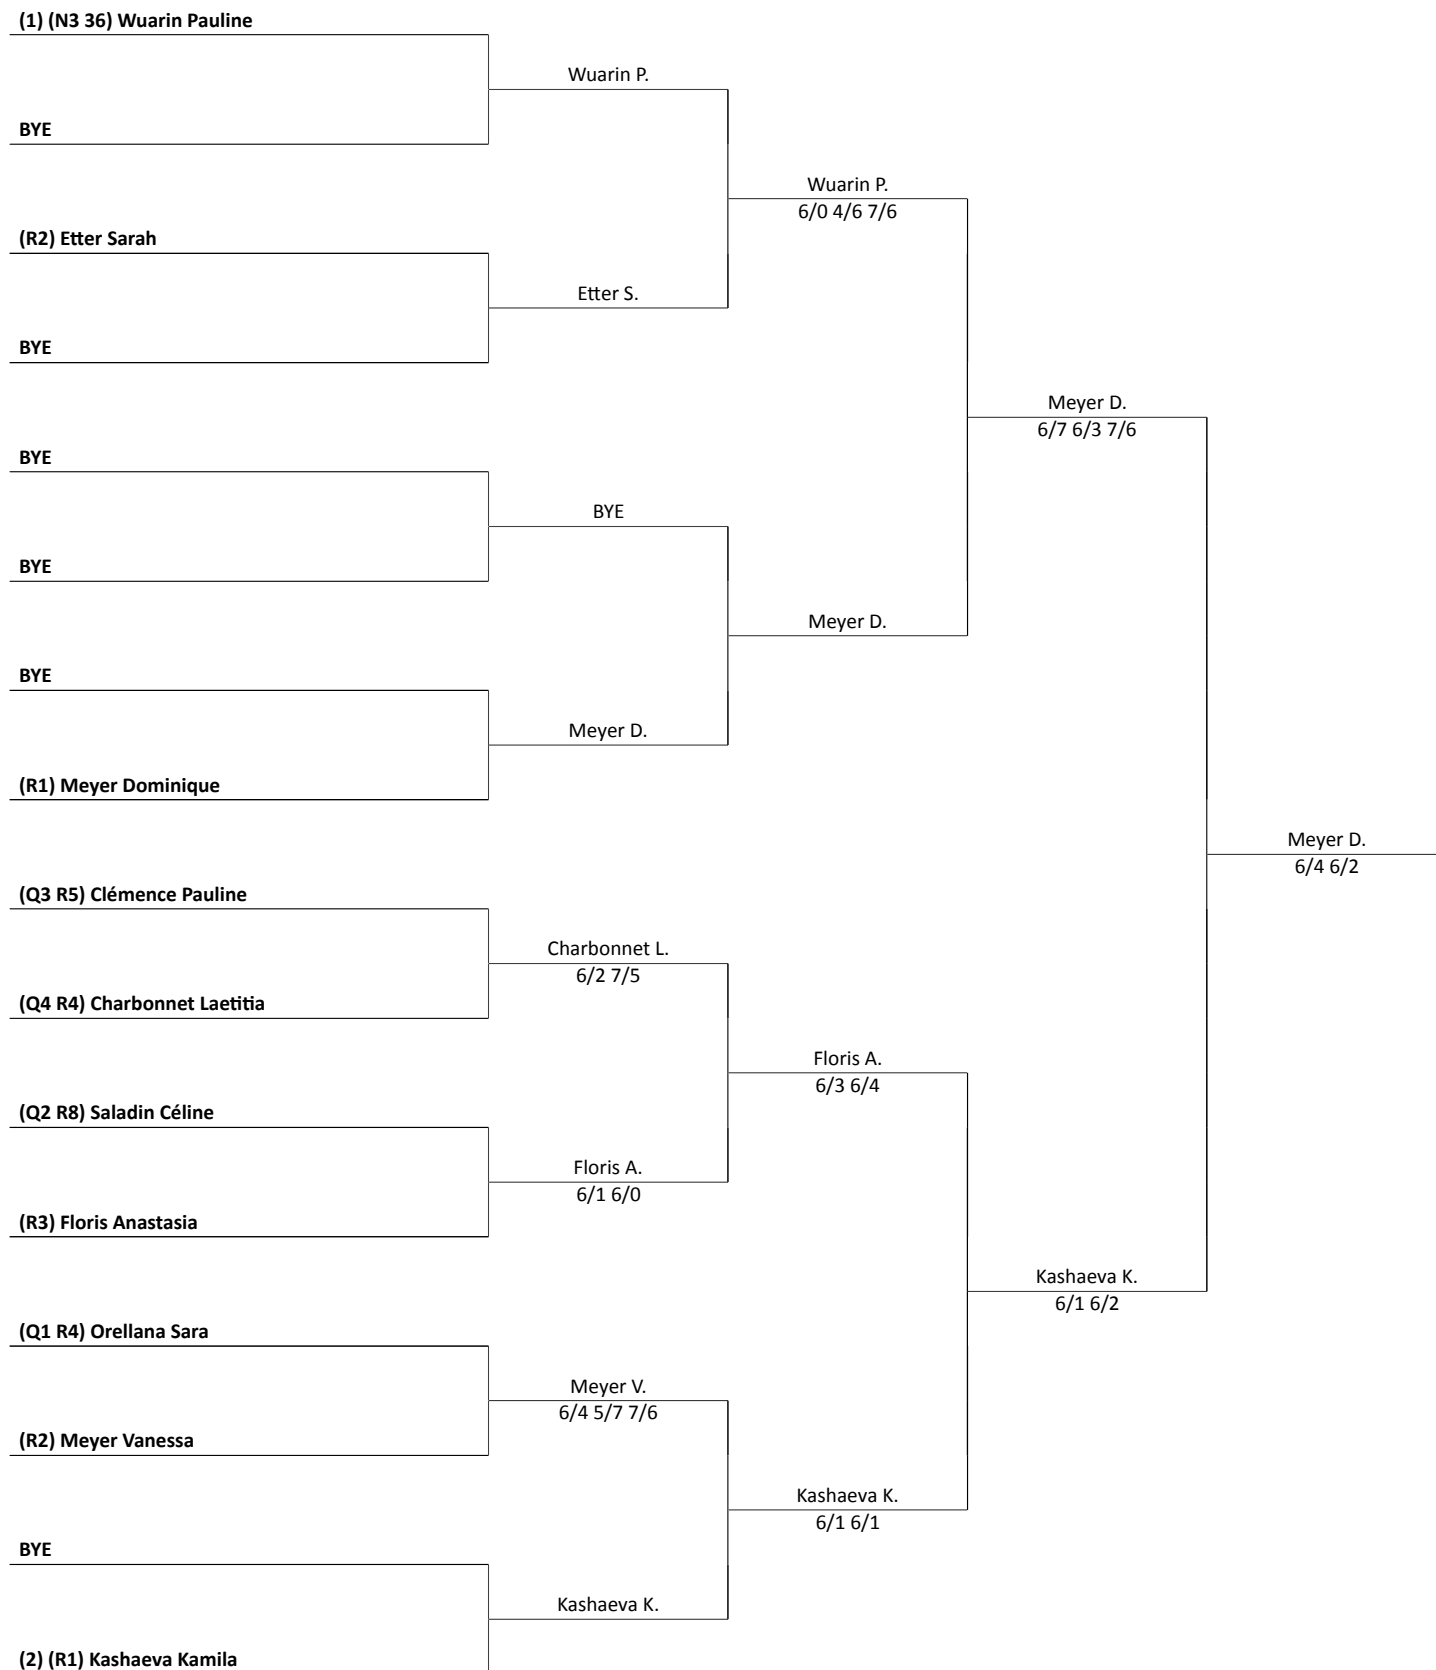 (1) (N3 36) Wuarin Pauline
Wuarin P.
BYE
Wuarin P.
6/0 4/6 7/6
(R2) Etter Sarah
Etter S.
BYE
Meyer D.
6/7 6/3 7/6
BYE
BYE
BYE
Meyer D.
BYE
Meyer D.
(R1) Meyer Dominique
Meyer D.
6/4 6/2
(Q3 R5) Clémence Pauline
Charbonnet L.
6/2 7/5
(Q4 R4) Charbonnet Laetitia
Floris A.
6/3 6/4
(Q2 R8) Saladin Céline
Floris A.
6/1 6/0
(R3) Floris Anastasia
Kashaeva K.
6/1 6/2
(Q1 R4) Orellana Sara
Meyer V.
6/4 5/7 7/6
(R2) Meyer Vanessa
Kashaeva K.
6/1 6/1
BYE
Kashaeva K.
(2) (R1) Kashaeva Kamila